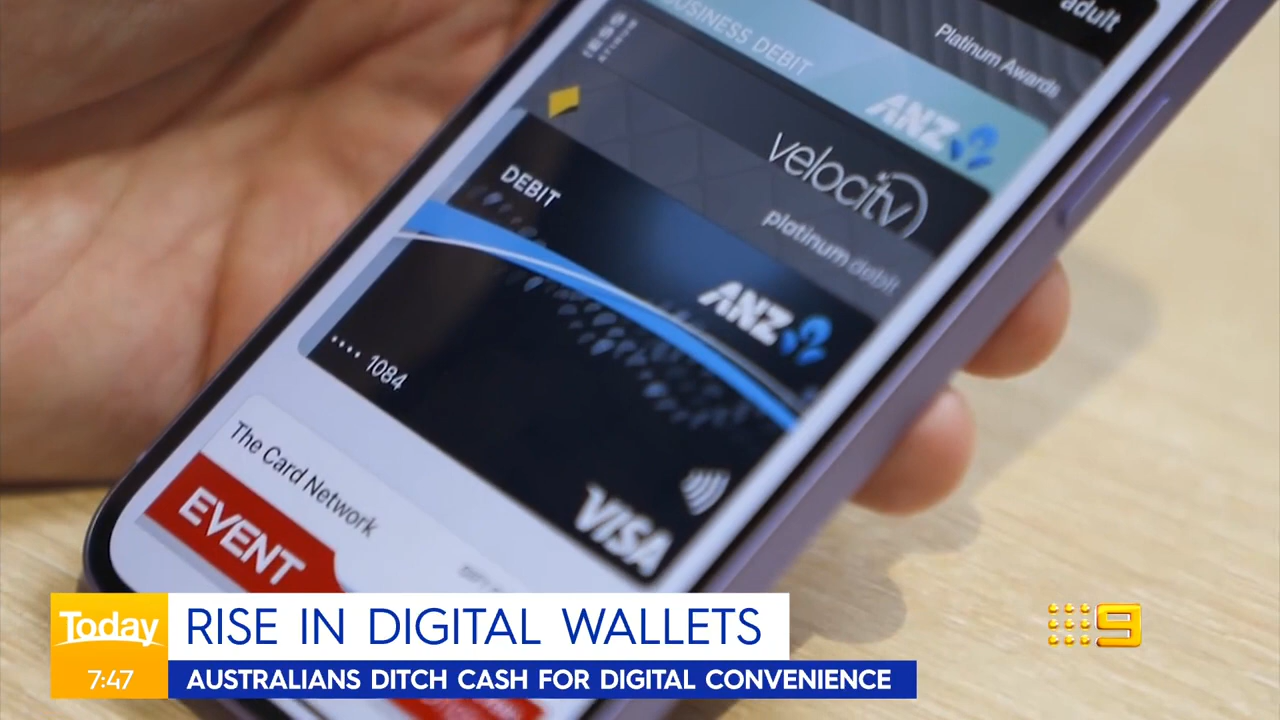 adult
Platinum Awards
BUSINESS DEBIT
ANZ
velocity
platinum debit
DEBIT
ANZ
•••• 1084
VISA
The Card Network
EVENT
Today
7:47
RISE IN DIGITAL WALLETS
AUSTRALIANS DITCH CASH FOR DIGITAL CONVENIENCE
9